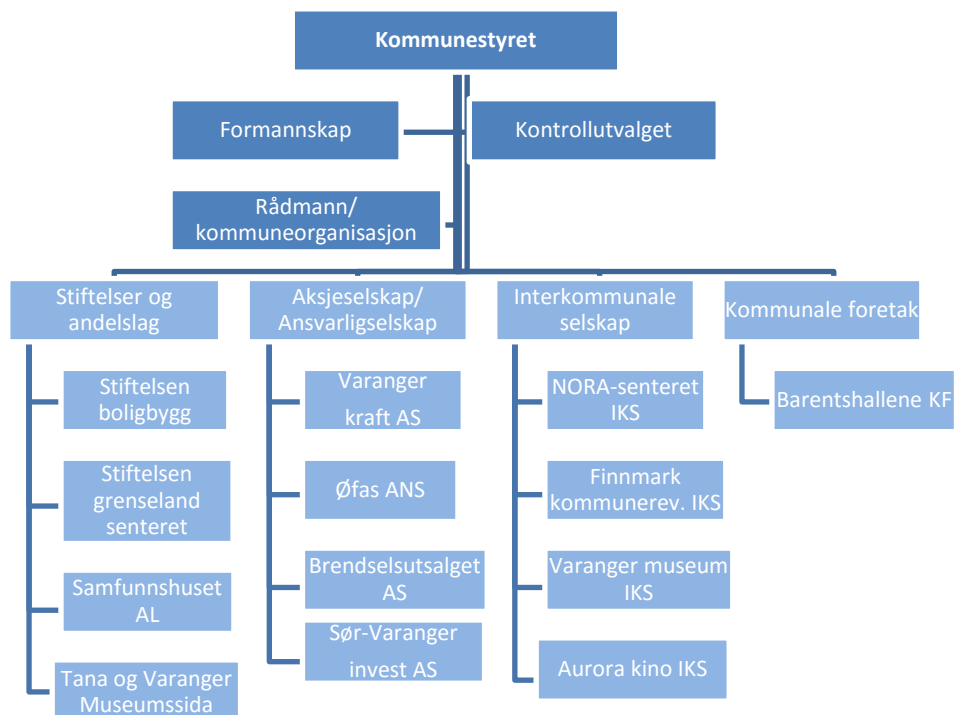 Kommunestyret
Formannskap
Kontrollutvalget
Rådmann/
kommuneorganisasjon
Stiftelser og
andelslag
Stiftelsen
boligbygg
Stiftelsen
grenseland
senteret
Samfunnshuset
AL
Tana og Varanger
Museumssida
Aksjeselskap/
Ansvarligselskap
Varanger
kraft AS
Øfas ANS
Brendselsutsalget
AS
Sør-Varanger
invest AS
Interkommunale
selskap
NORA-senteret
IKS
Finnmark
kommunerev. IKS
Varanger museum
IKS
Aurora kino IKS
Kommunale foretak
Barentshallene KF